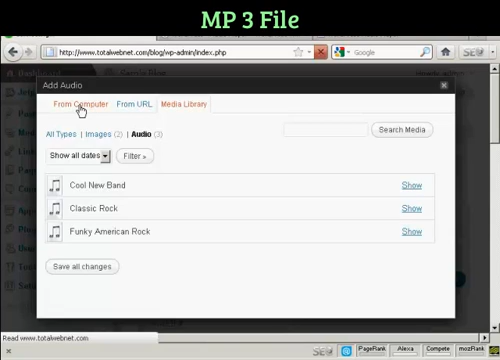 MP 3 File
http://www.totalwebnet.com/blog/wp-admin/index.php
Google
Add Audio
From Computer From URL Media Library
All Types | Images (2) | Audio (3)
Search Media
Show all dates Filter »
Cool New Band Show
Classic Rock Show
Funky American Rock Show
Save all changes
Read www.totalwebnet.com
PageRank Alexa Compete mozRank